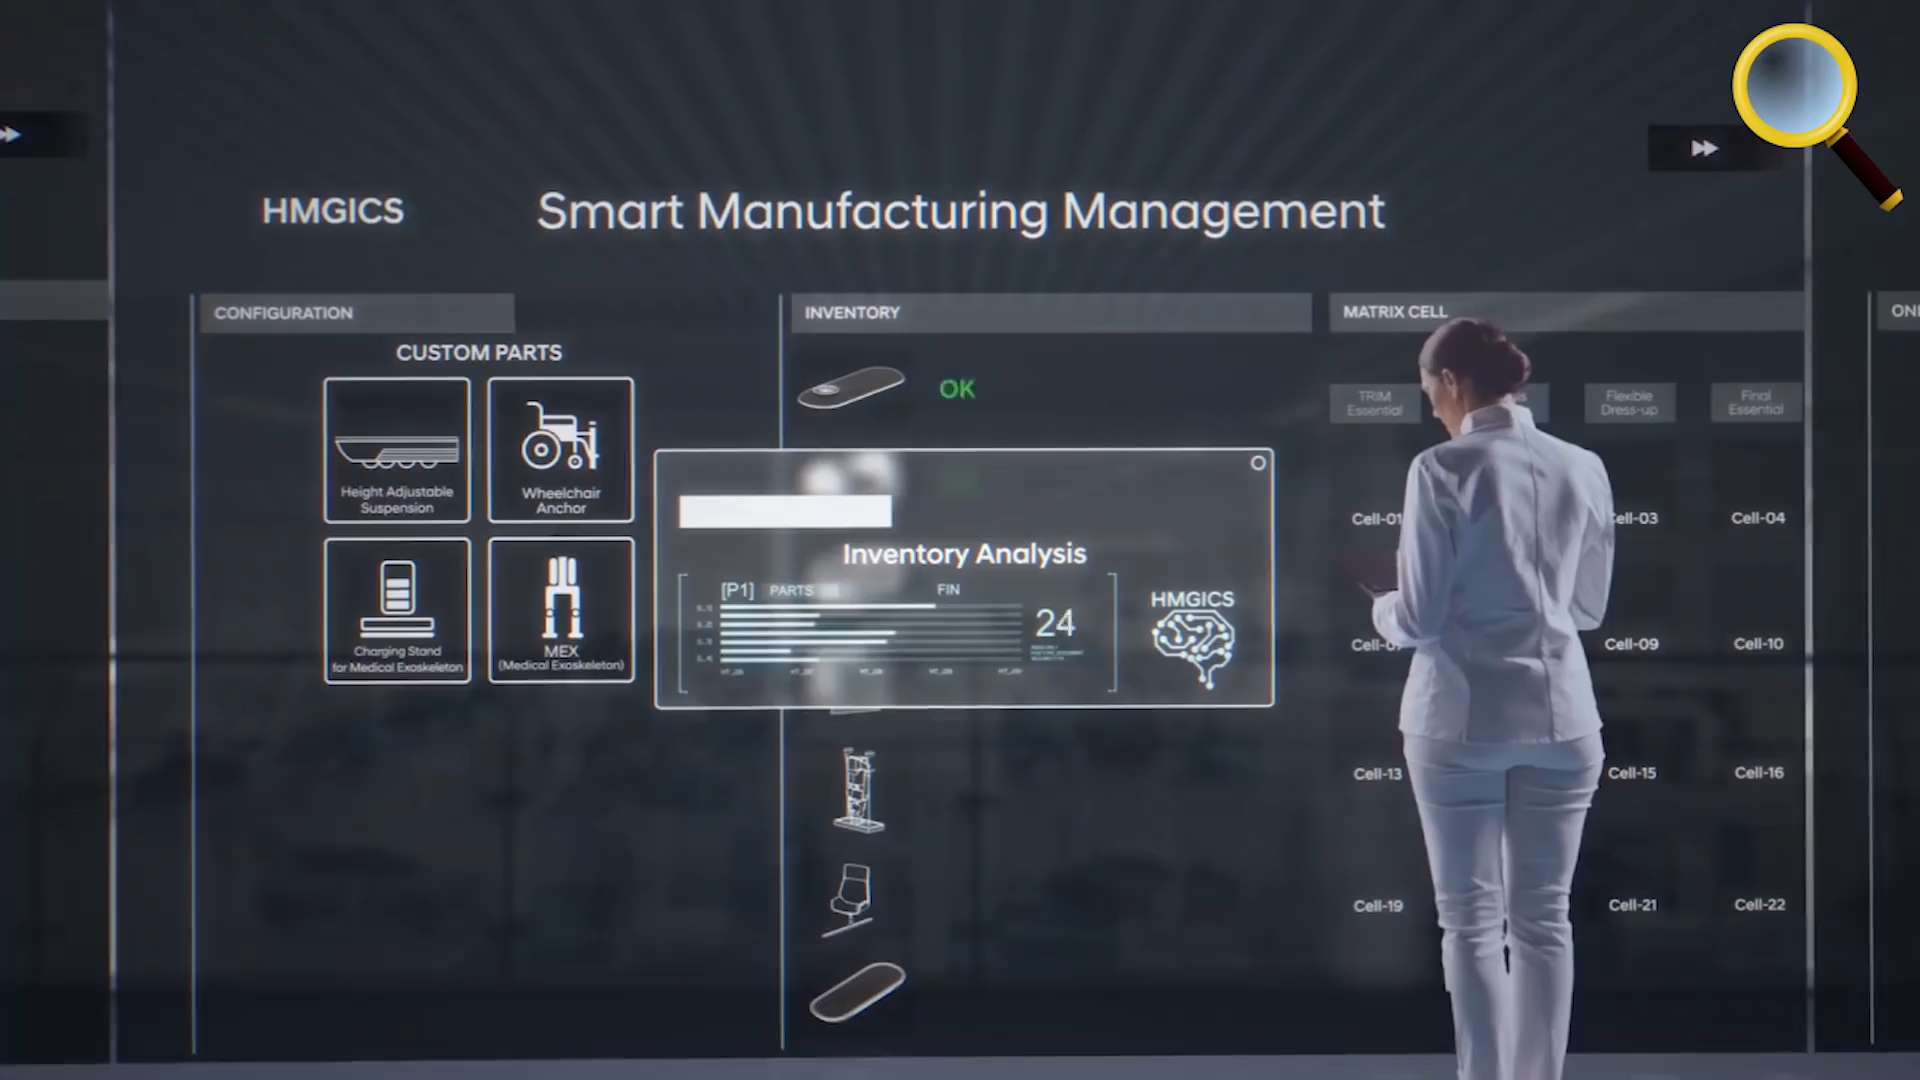 HMGICS
Smart Manufacturing Management
CONFIGURATION
CUSTOM PARTS
Height Adjustable
Suspension
Wheelchair
Anchor
Charging Stand
for Medical Exoskeleton
MEX
(Medical Exoskeleton)
INVENTORY
OK
Inventory Analysis
[P1] PARTS FIN
24
HMGICS
MATRIX CELL
TRIM
Essential
Flexible
Dress-up
Final
Essential
Cell-01
Cell-03
Cell-04
Cell-09
Cell-10
Cell-13
Cell-15
Cell-16
Cell-19
Cell-21
Cell-22